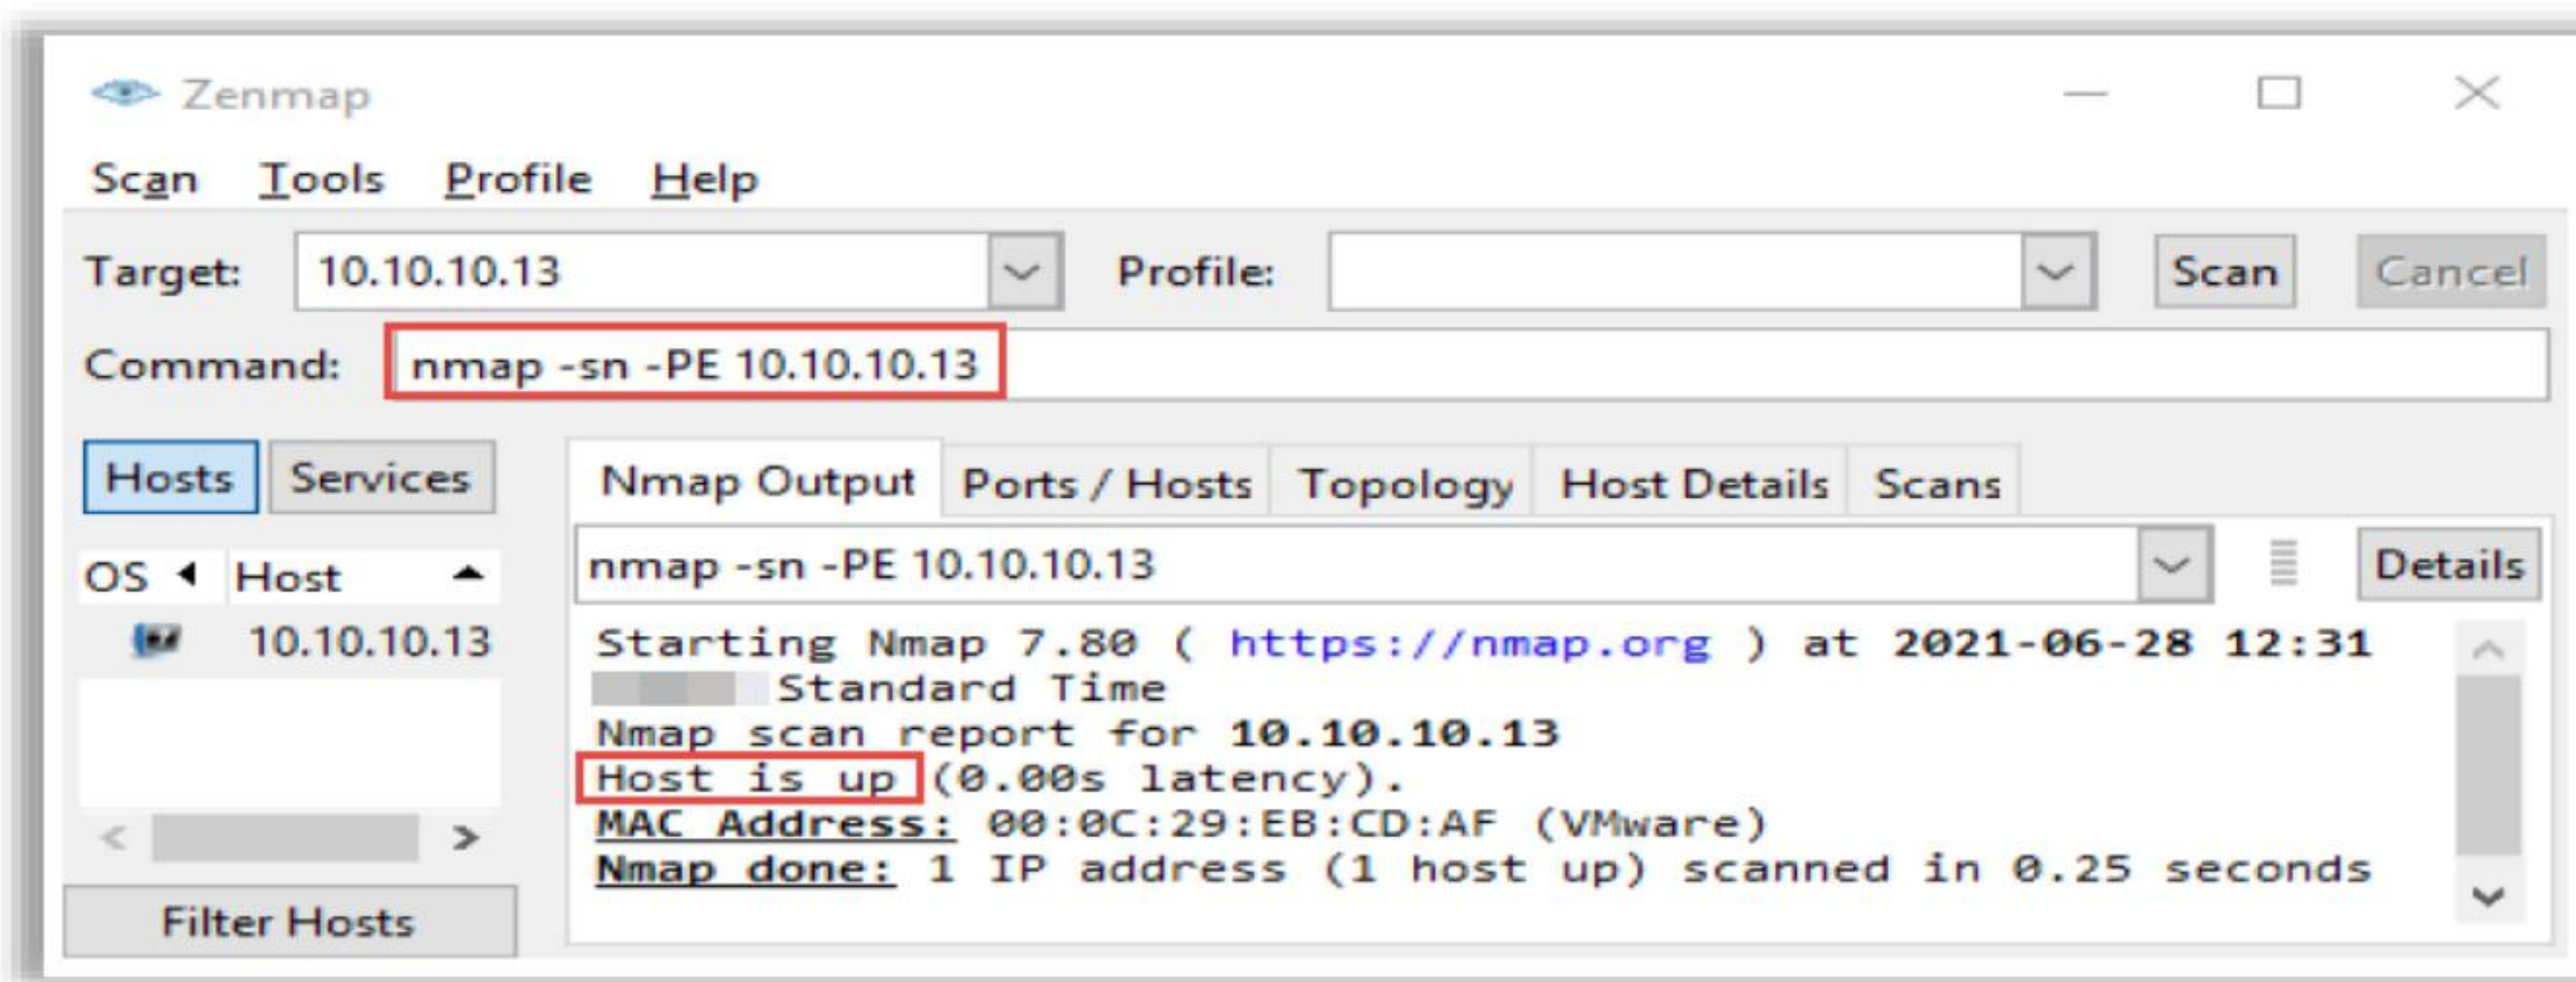 Zenmap
Scan Tools Profile Help
Target: 10.10.10.13 Profile: Scan Cancel
Command: nmap -sn -PE 10.10.10.13
Hosts Services Nmap Output Ports / Hosts Topology Host Details Scans
nmap -sn -PE 10.10.10.13 Details
OS Host
10.10.10.13
Starting Nmap 7.80 ( https://nmap.org ) at 2021-06-28 12:31
Standard Time
Nmap scan report for 10.10.10.13
Host is up (0.00s latency).
MAC Address: 00:0C:29:EB:CD:AF (VMware)
Nmap done: 1 IP address (1 host up) scanned in 0.25 seconds
Filter Hosts